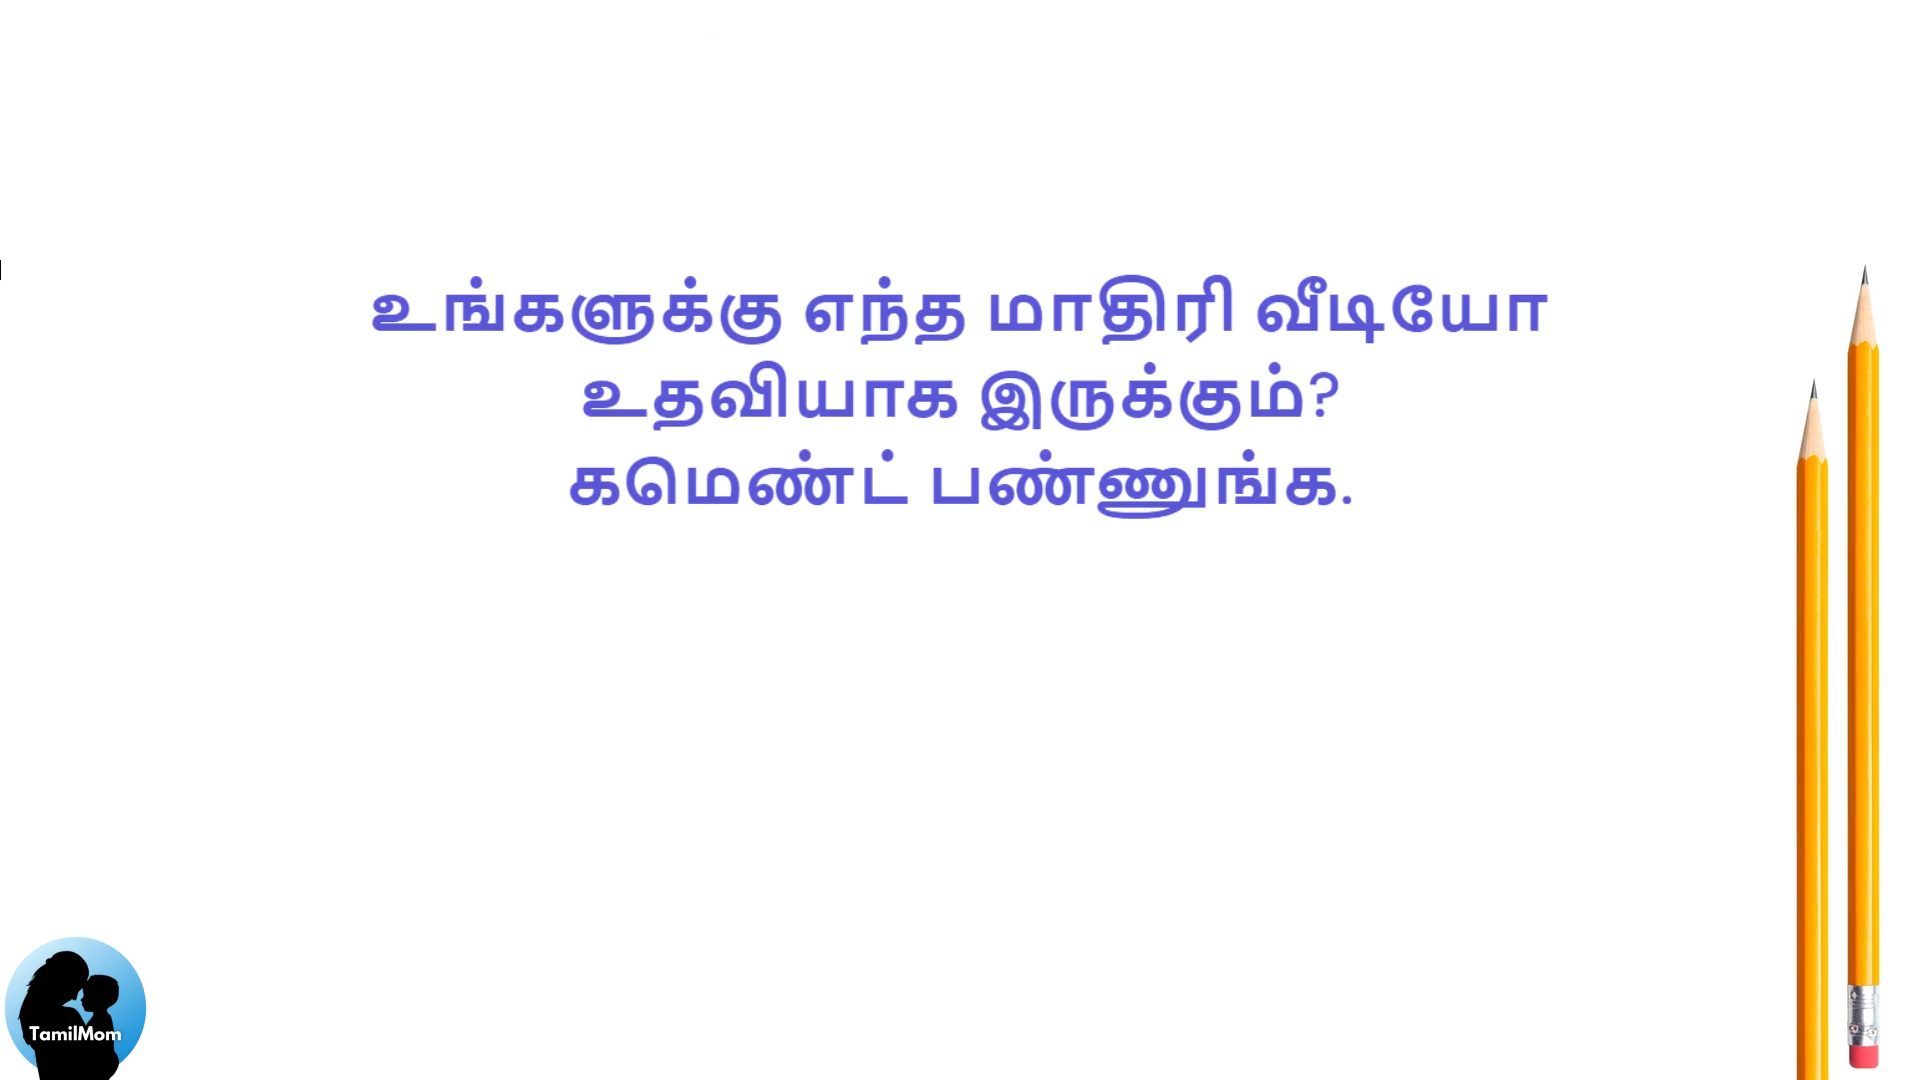 உங்களுக்கு எந்த மாதிரி வீடியோ
உதவியாக இருக்கும்?
கமெண்ட் பண்ணுங்க.
TamilMom